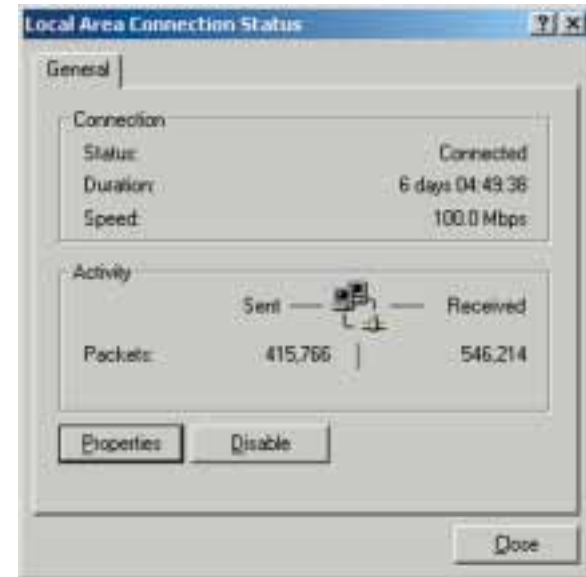 Local Area Connection Status
General
Connection
Status: Connected
Duration: 6 days 04:49:38
Speed: 100.0 Mbps
Activity
Sent — — Received
Packets: 415,766 | 546,214
Properties Disable
Close